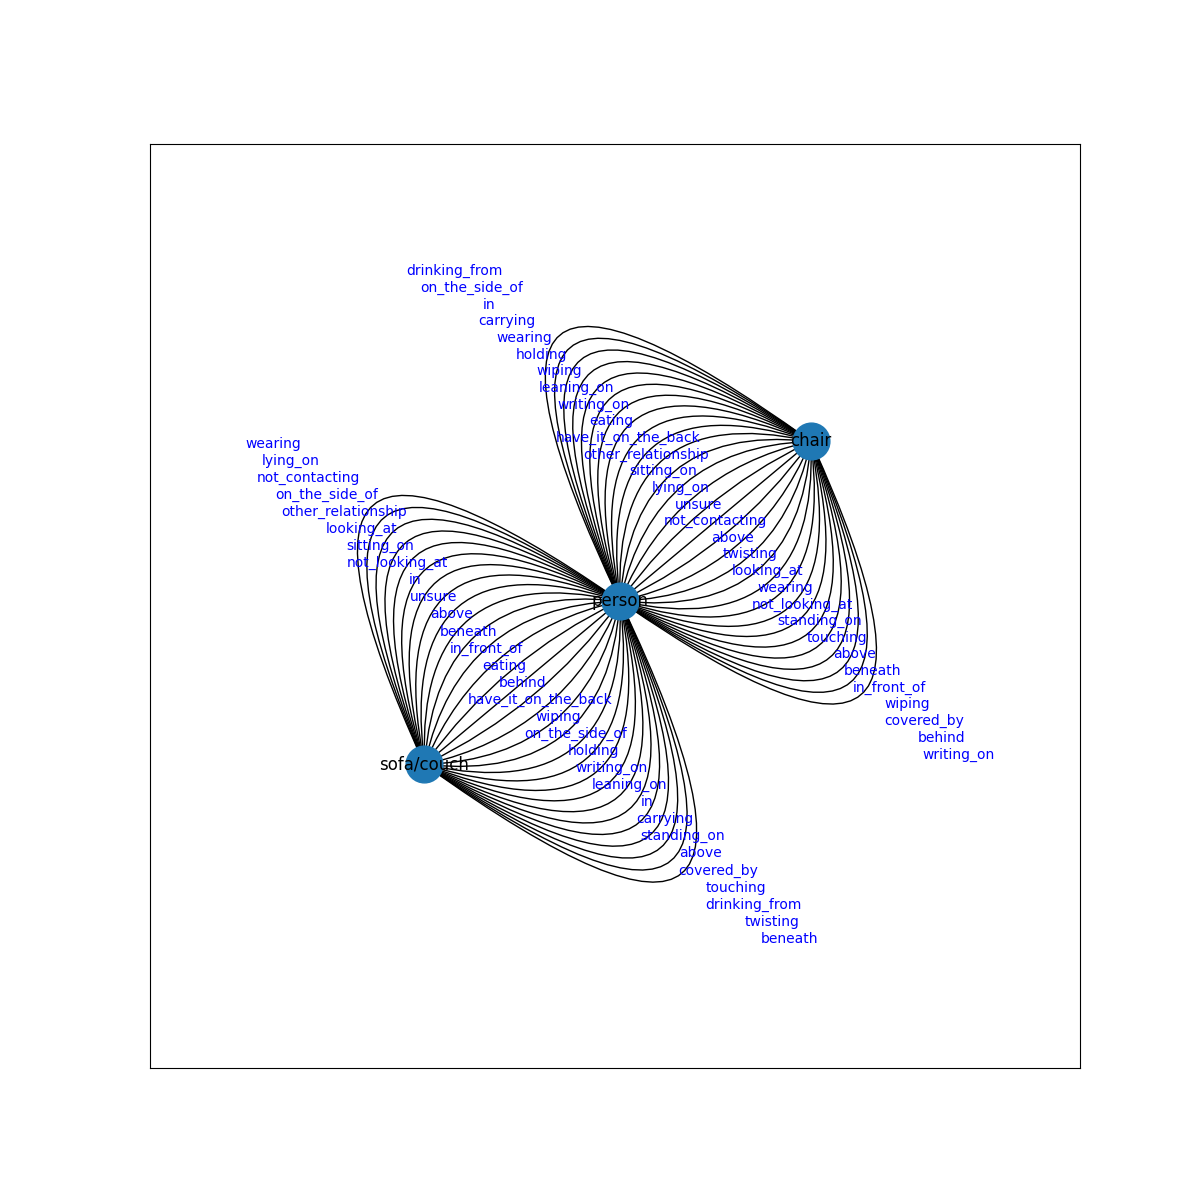 drinking_from
on_the_side_of
in
carrying
wearing
holding
wiping
leaning_on
writing_on
eating
have_it_on_the_back
other_relationship
sitting_on
lying_on
unsure
not_contacting
above
twisting
looking_at
wearing
not_looking_at
standing_on
touching
above
beneath
in_front_of
wiping
covered_by
behind
writing_on
chair
person
sofa/couch
wearing
lying_on
not_contacting
on_the_side_of
other_relationship
looking_at
sitting_on
not_looking_at
in
unsure
above
beneath
in_front_of
eating
behind
have_it_on_the_back
wiping
on_the_side_of
holding
writing_on
leaning_on
in
carrying
standing_on
above
covered_by
touching
drinking_from
twisting
beneath